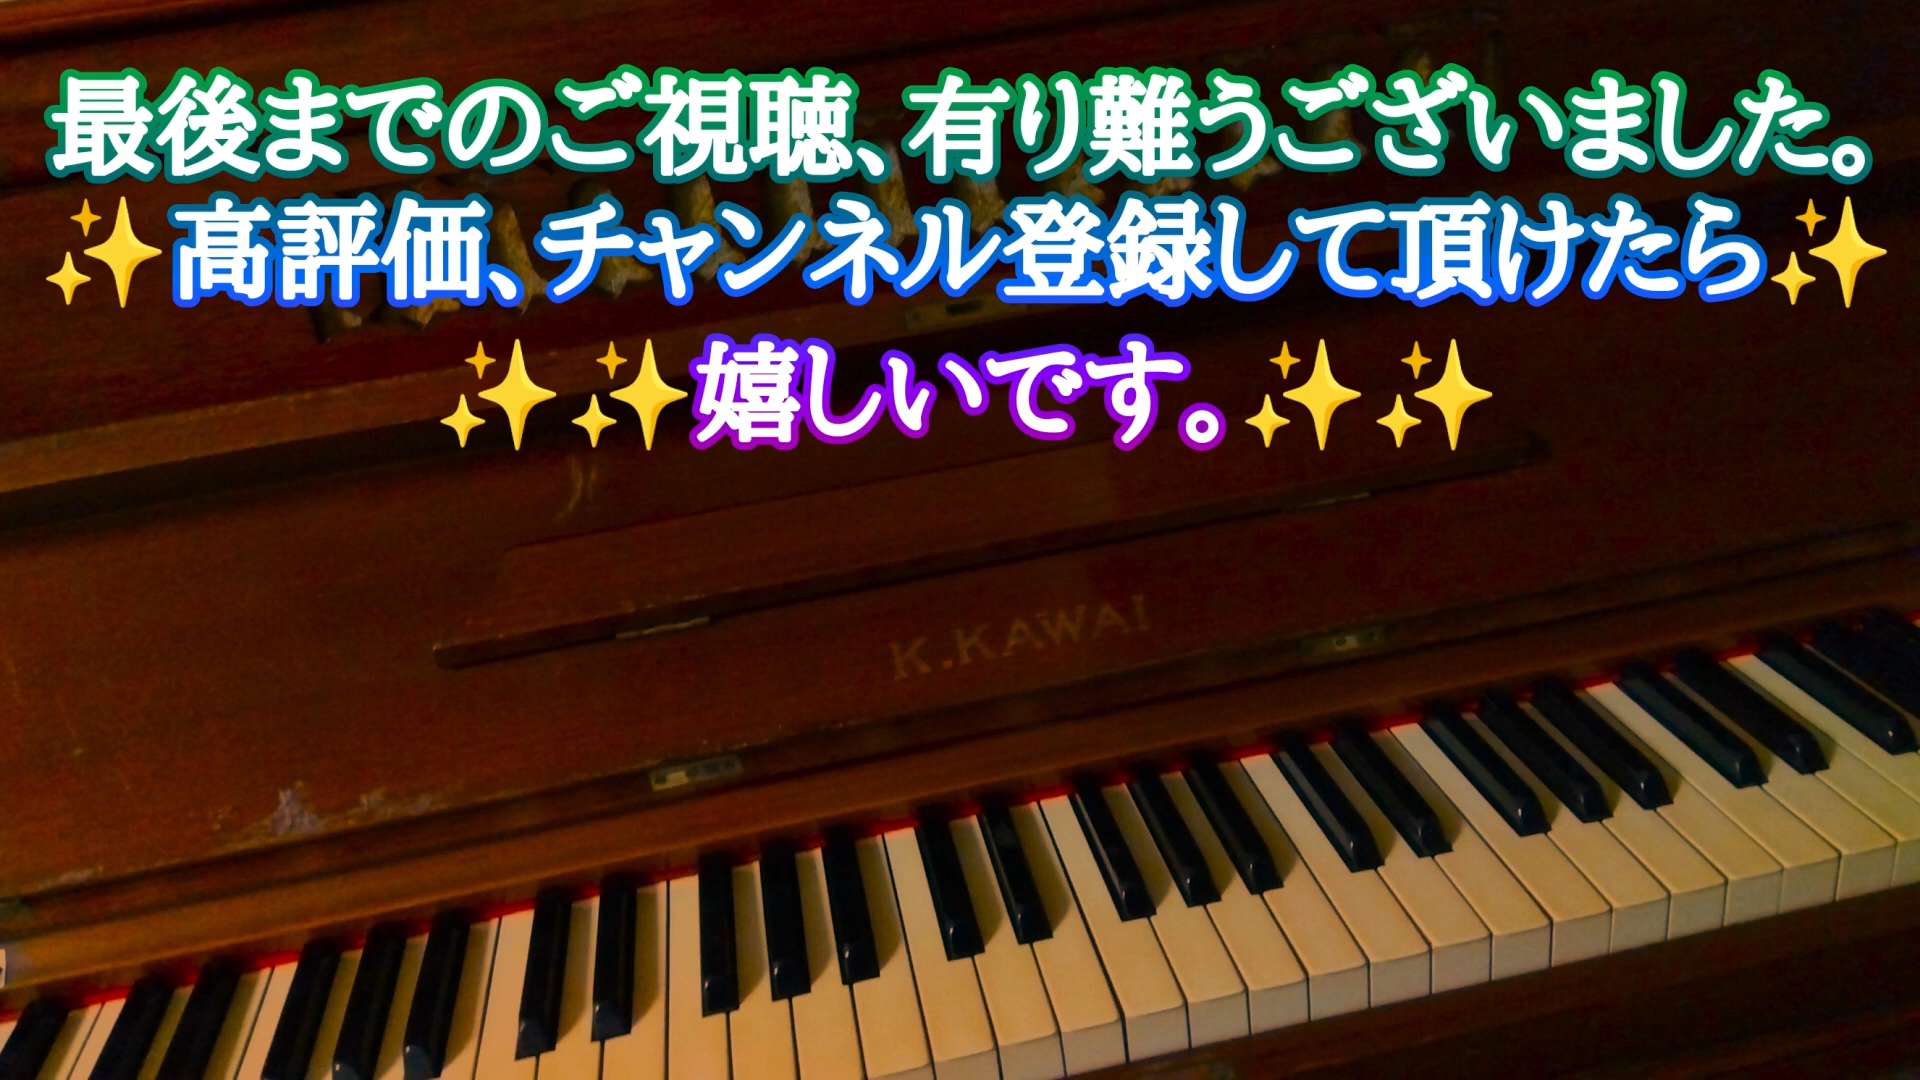 最後までのご視聴、有り難うございました。
✨高評価、チャンネル登録して頂けたら✨
✨✨嬉しいです。✨✨
K.KAWAI